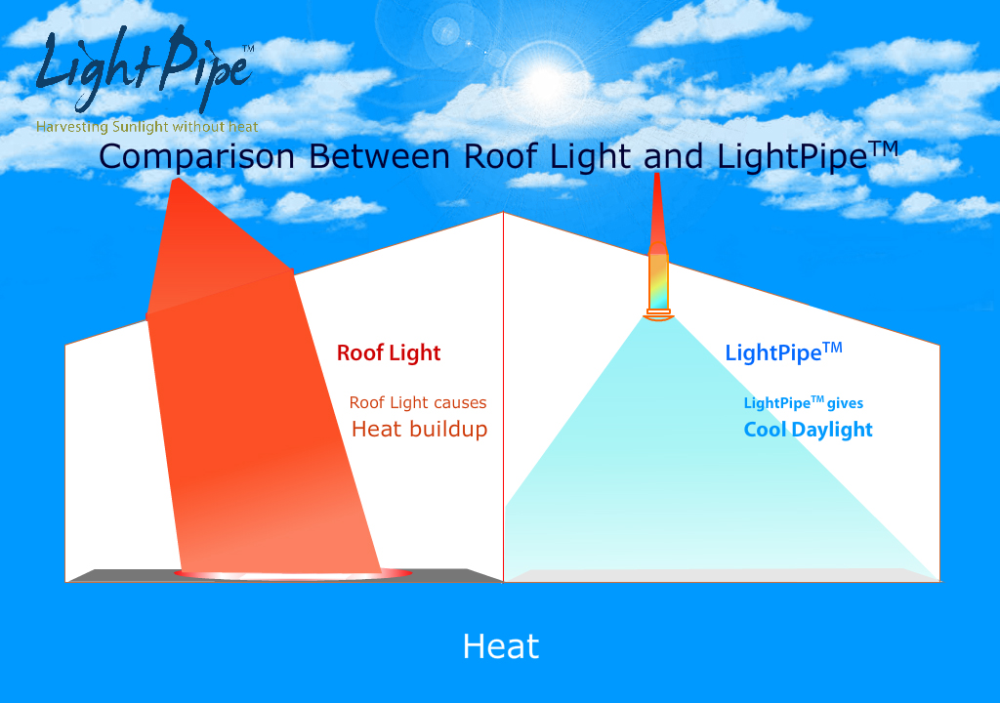 LightPipe™
Harvesting Sunlight without heat
Comparison Between Roof Light and LightPipe™
Roof Light
Roof Light causes
Heat buildup
LightPipe™
LightPipe™ gives
Cool Daylight
Heat